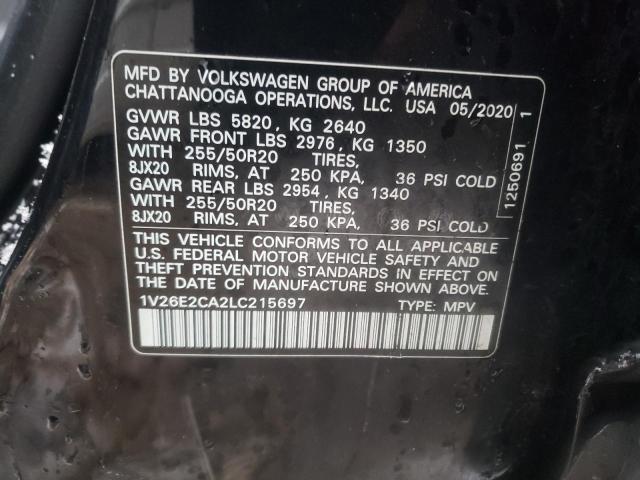 MFD BY VOLKSWAGEN GROUP OF AMERICA
CHATTANOOGA OPERATIONS, LLC. USA 05/2020
GVWR LBS 5820, KG 2640
GAWR FRONT LBS 2976, KG 1350
WITH 255/50R20 TIRES,
8JX20 RIMS, AT 250 KPA, 36 PSI COLD
GAWR REAR LBS 2954, KG 1340
WITH 255/50R20 TIRES,
8JX20 RIMS, AT 250 KPA, 36 PSI COLD
THIS VEHICLE CONFORMS TO ALL APPLICABLE
U.S. FEDERAL MOTOR VEHICLE SAFETY AND
THEFT PREVENTION STANDARDS IN EFFECT ON
THE DATE OF MANUFACTURE SHOWN ABOVE.
1V26E2CA2LC215697 TYPE: MPV
1250691 1